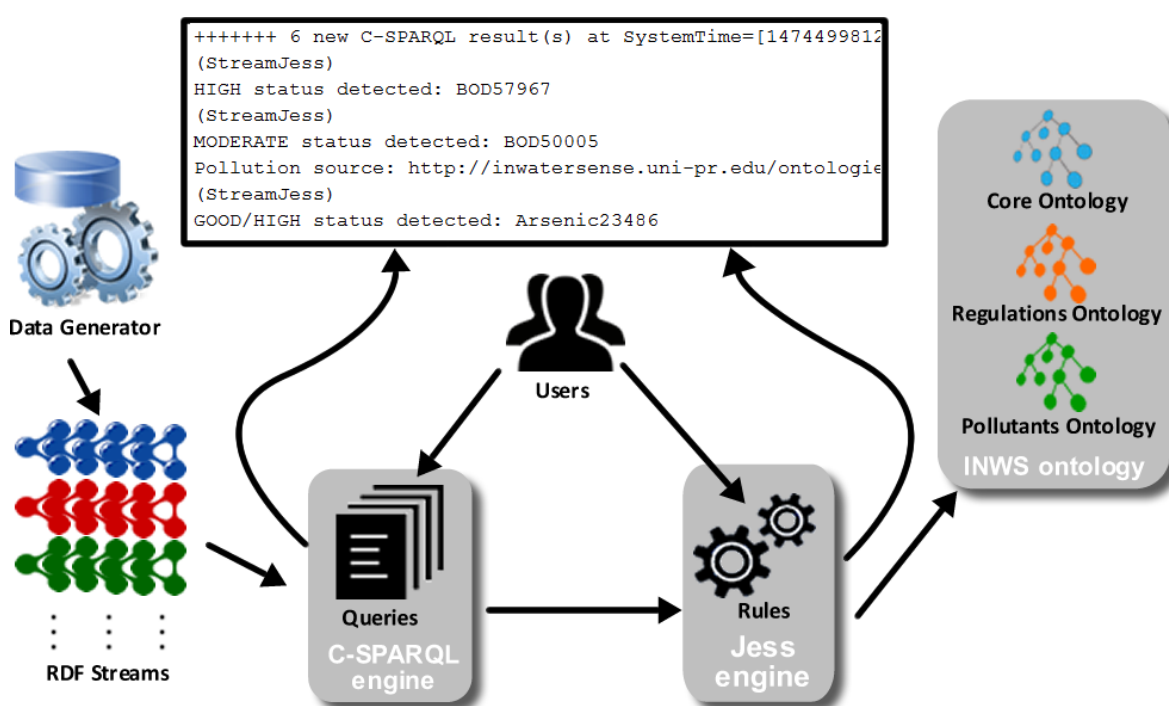 +++++++ 6 new C-SPARQL result(s) at SystemTime=[1474499812
(StreamJess)
HIGH status detected: BOD57967
(StreamJess)
MODERATE status detected: BOD50005
Pollution source: http://inwatersense.uni-pr.edu/ontologie
(StreamJess)
GOOD/HIGH status detected: Arsenic23486
Data Generator
Users
Core Ontology
Regulations Ontology
Pollutants Ontology
INWS ontology
RDF Streams
Queries
C-SPARQL
engine
Rules
Jess
engine